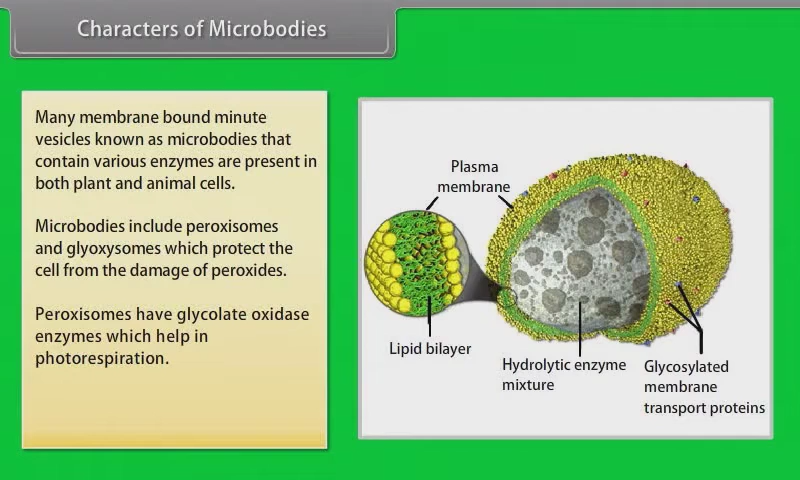 Characters of Microbodies
Many membrane bound minute
vesicles known as microbodies that
contain various enzymes are present in
both plant and animal cells.
Microbodies include peroxisomes
and glyoxysomes which protect the
cell from the damage of peroxides.
Peroxisomes have glycolate oxidase
enzymes which help in
photorespiration.
Plasma
membrane
Lipid bilayer
Hydrolytic enzyme
mixture
Glycosylated
membrane
transport proteins